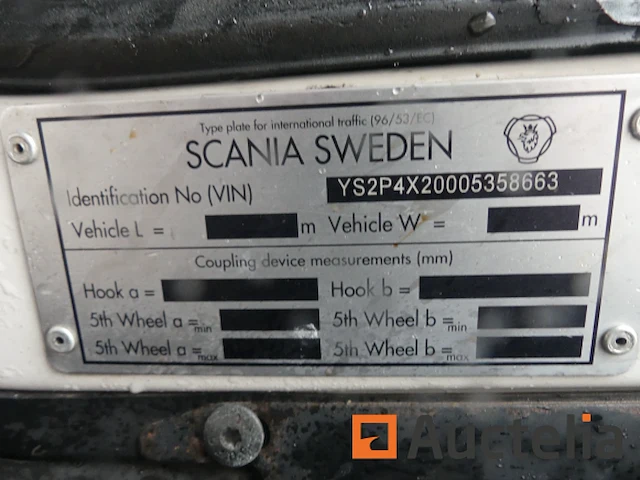 Type plate for international traffic (96/53/EC)
SCANIA SWEDEN
Identification No (VIN) YS2P4X20005358663
Vehicle L = m Vehicle W = m
Coupling device measurements (mm)
Hook a = Hook b =
5th Wheel a =min 5th Wheel b =min
5th Wheel a =max 5th Wheel b =max
Auctelia